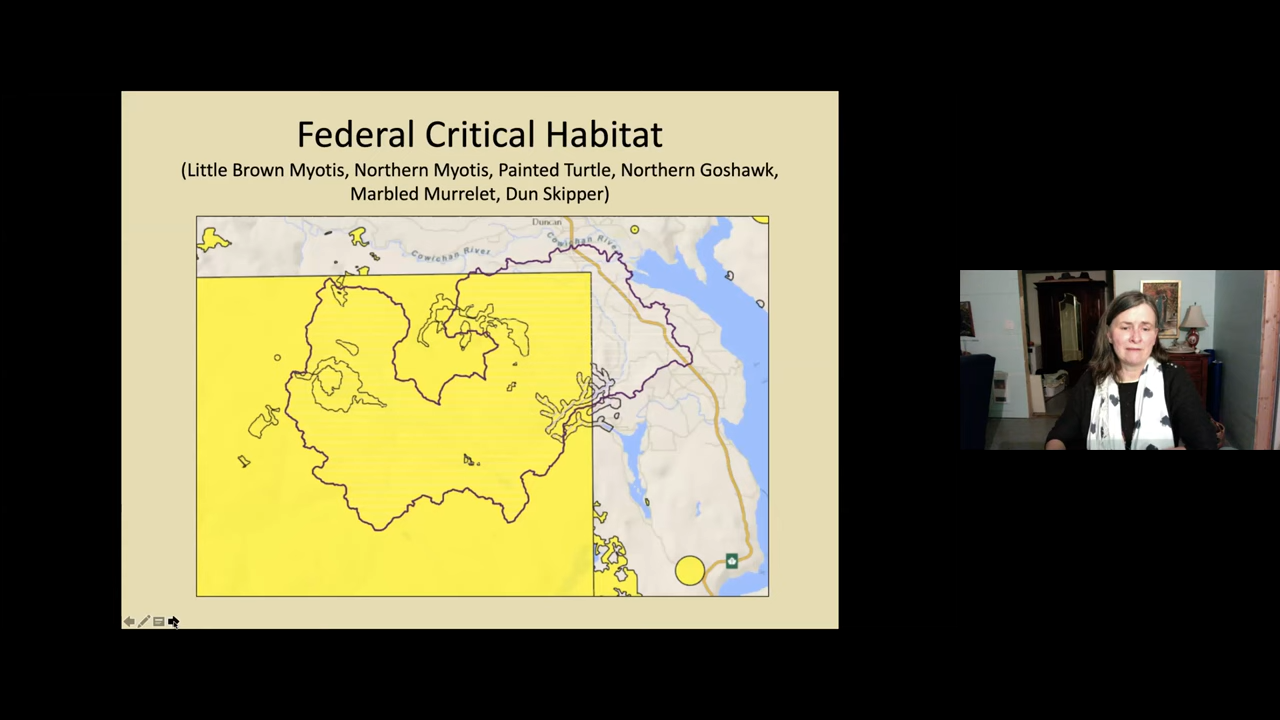 Federal Critical Habitat
(Little Brown Myotis, Northern Myotis, Painted Turtle, Northern Goshawk,
Marbled Murrelet, Dun Skipper)
Duncan
Cowichan River
Cowichan River